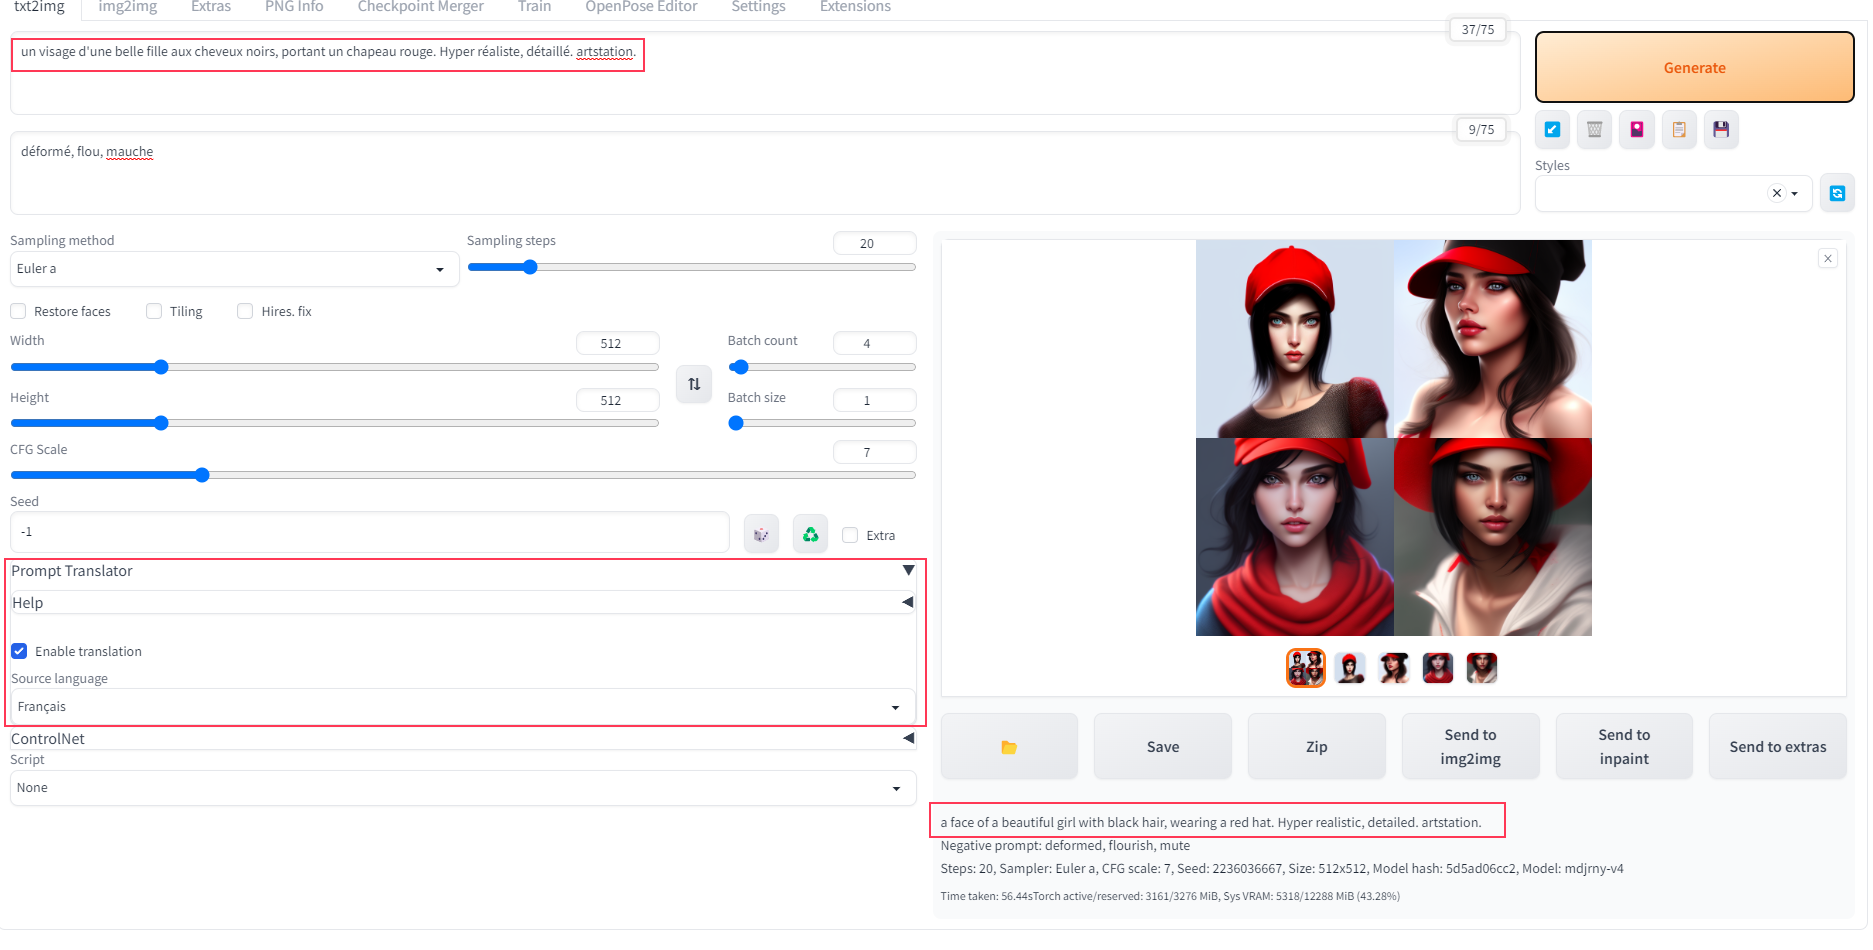 txt2img img2img Extras PNG Info Checkpoint Merger Train OpenPose Editor Settings Extensions
37/75
un visage d'une belle fille aux cheveux noirs, portant un chapeau rouge. Hyper réaliste, détaillé. artstation.
Generate
9/75
déformé, flou, mauche
Styles
Sampling method
Euler a
Sampling steps
20
Restore faces
Tiling
Hires. fix
Width
512
Batch count
4
Height
512
Batch size
1
CFG Scale
7
Seed
-1
Extra
Prompt Translator
Help
Enable translation
Source language
Français
ControlNet
Script
None
Save
Zip
Send to
img2img
Send to
inpaint
Send to extras
a face of a beautiful girl with black hair, wearing a red hat. Hyper realistic, detailed. artstation.
Negative prompt: deformed, flourish, mute
Steps: 20, Sampler: Euler a, CFG scale: 7, Seed: 2236036667, Size: 512x512, Model hash: 5d5ad06cc2, Model: mdjrny-v4
Time taken: 56.44sTorch active/reserved: 3161/3276 MiB, Sys VRAM: 5318/12288 MiB (43.28%)